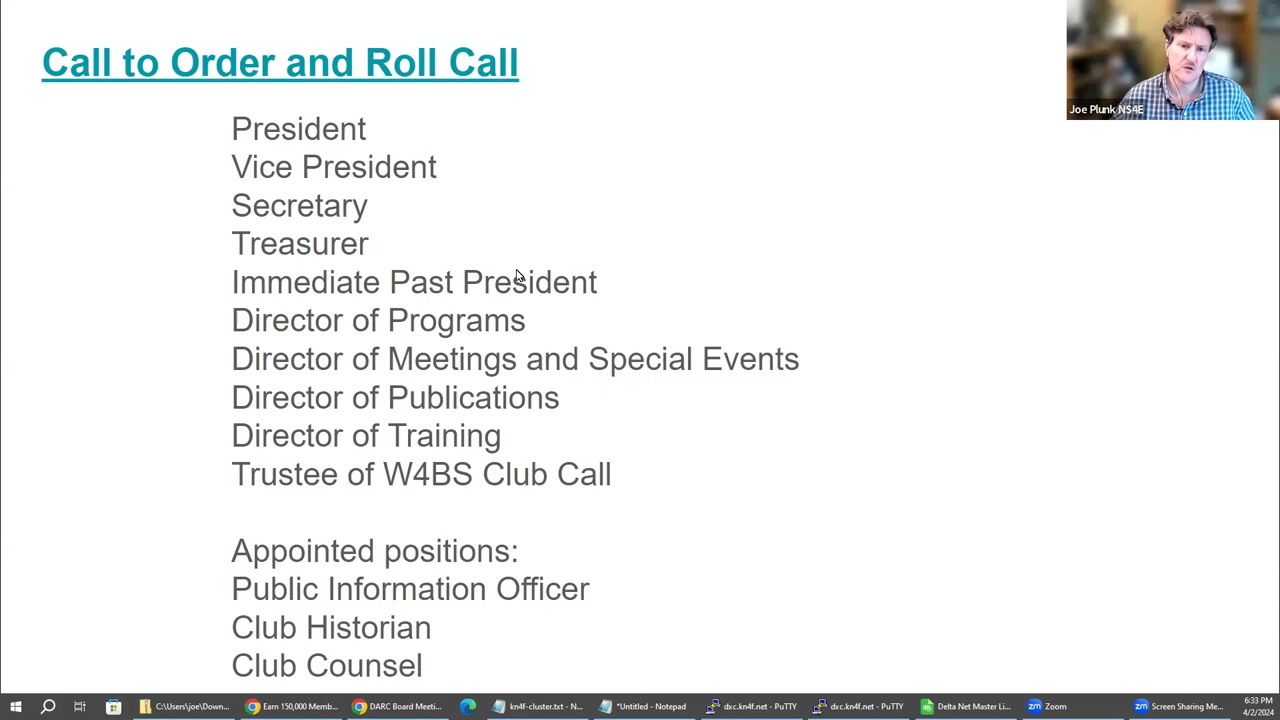 Call to Order and Roll Call
Joe Plunk NS4E
President
Vice President
Secretary
Treasurer
Immediate Past President
Director of Programs
Director of Meetings and Special Events
Director of Publications
Director of Training
Trustee of W4BS Club Call
Appointed positions:
Public Information Officer
Club Historian
Club Counsel
C:\Users\joe\Down...
Earn 150,000 Memb...
DARC Board Meeti...
kn4f-cluster.txt - N...
*Untitled - Notepad
dxc.kn4f.net - PuTTY
dxc.kn4f.net - PuTTY
Delta Net Master Li...
zm Zoom
zm Screen Sharing Me...
6:33 PM
4/2/2024